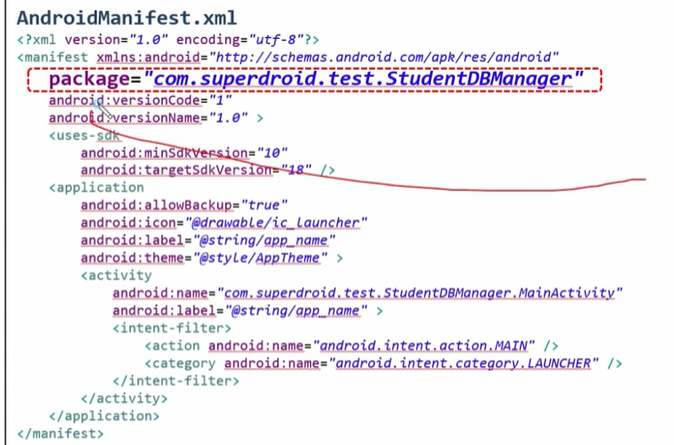 AndroidManifest.xml
<?xml version="1.0" encoding="utf-8"?>
<manifest xmlns:android="http://schemas.android.com/apk/res/android"
package="com.superdroid.test.StudentDBManager"
android:versionCode="1"
android:versionName="1.0" >
<uses-sdk
android:minSdkVersion="10"
android:targetSdkVersion="18" />
<application
android:allowBackup="true"
android:icon="@drawable/ic_launcher"
android:label="@string/app_name"
android:theme="@style/AppTheme" >
<activity
android:name="com.superdroid.test.StudentDBManager.MainActivity"
android:label="@string/app_name" >
<intent-filter>
<action android:name="android.intent.action.MAIN" />
<category android:name="android.intent.category.LAUNCHER" />
</intent-filter>
</activity>
</application>
</manifest>